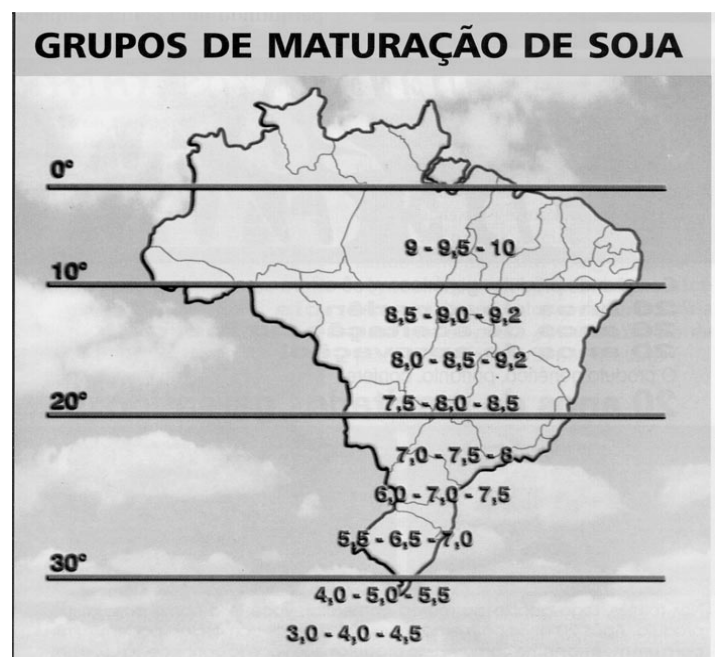 GRUPOS DE MATURAÇÃO DE SOJA
0°
9 - 9,5 - 10
10°
8,5 - 9,0 - 9,2
8,0 - 8,5 - 9,2
7,5 - 8,0 - 8,5
20°
7,0 - 7,5 - 8
6,0 - 7,0 - 7,5
5,5 - 6,5 - 7,0
30°
4,0 - 5,0 - 5,5
3,0 - 4,0 - 4,5